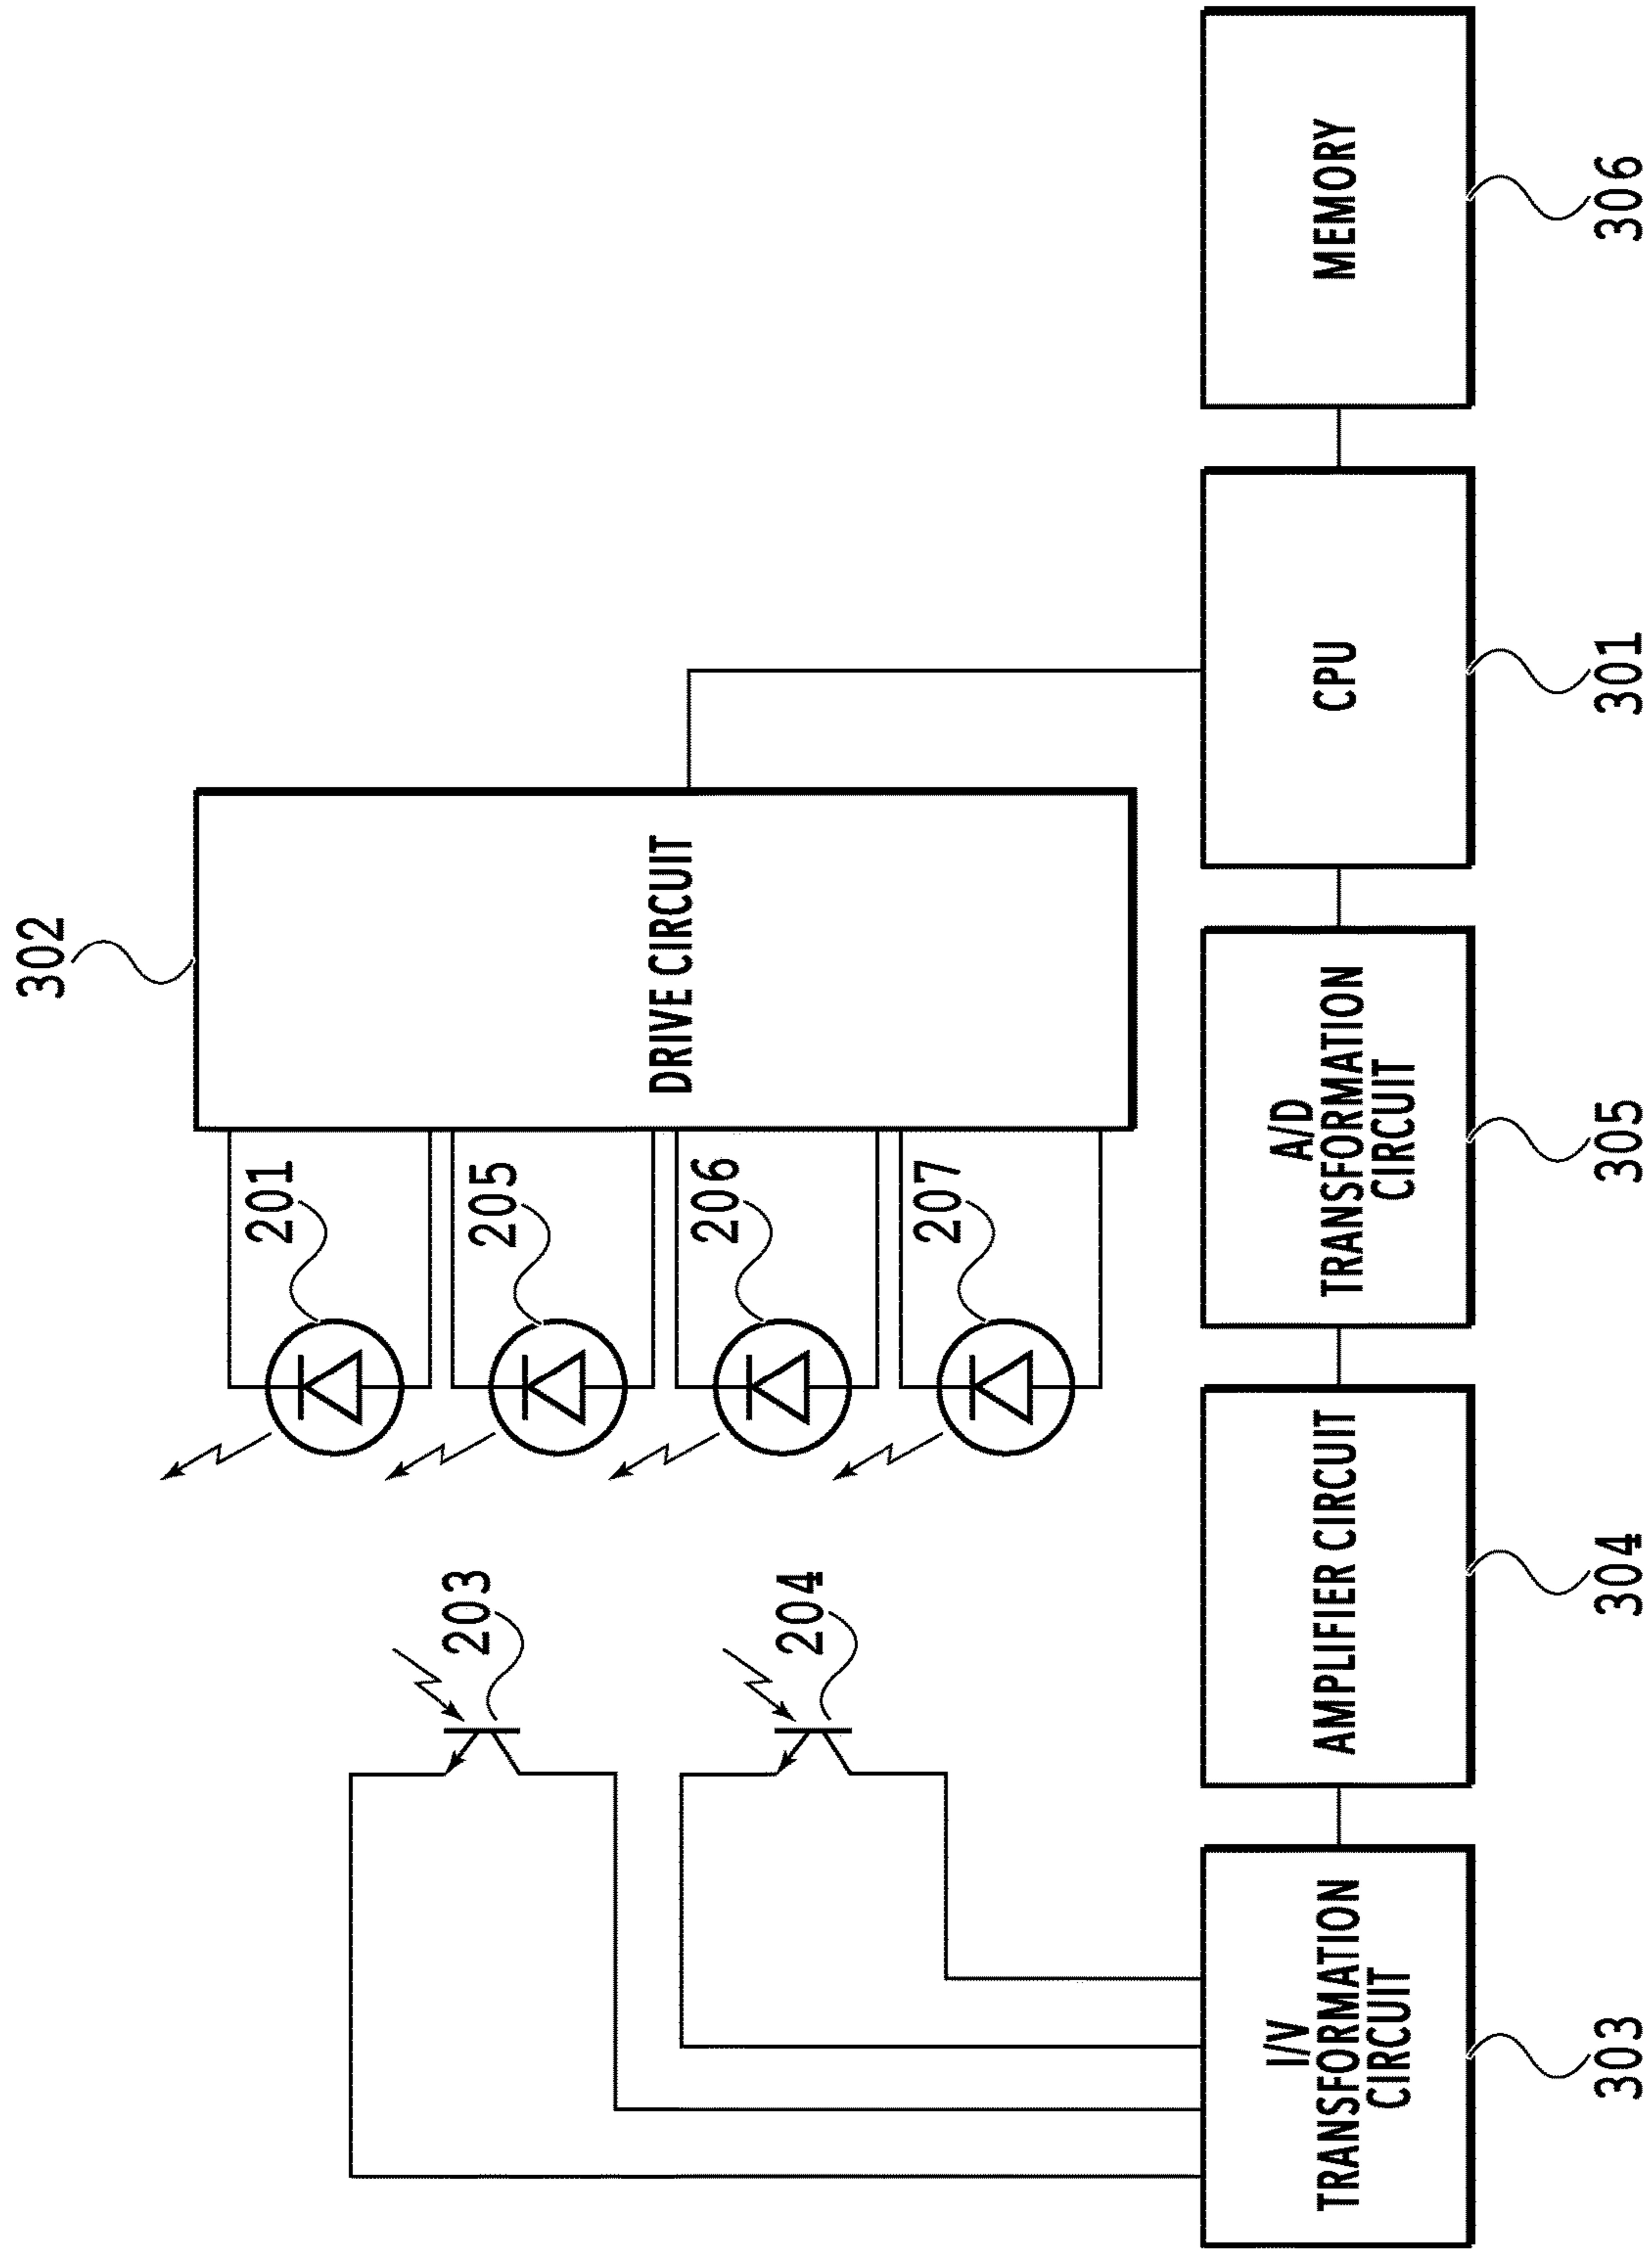 302
DRIVE CIRCUIT
201
205
206
207
203
204
I/V
TRANSFORMATION
CIRCUIT
AMPLIFIER CIRCUIT
A/D
TRANSFORMATION
CIRCUIT
CPU
MEMORY
303
304
305
301
306